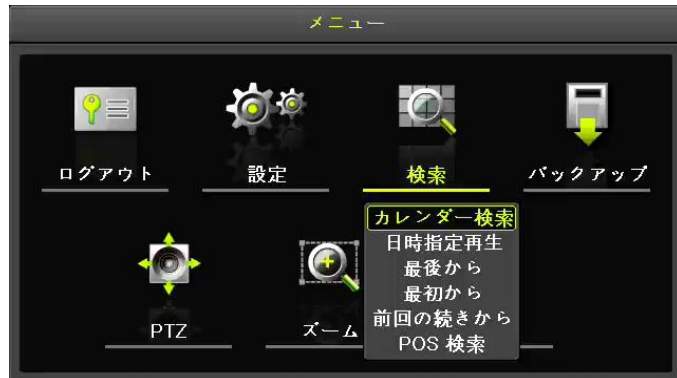 メニュー
ログアウト
設定
検索
バックアップ
カレンダー検索
日時指定再生
最後から
最初から
前回の続きから
POS 検索
PTZ
ズーム